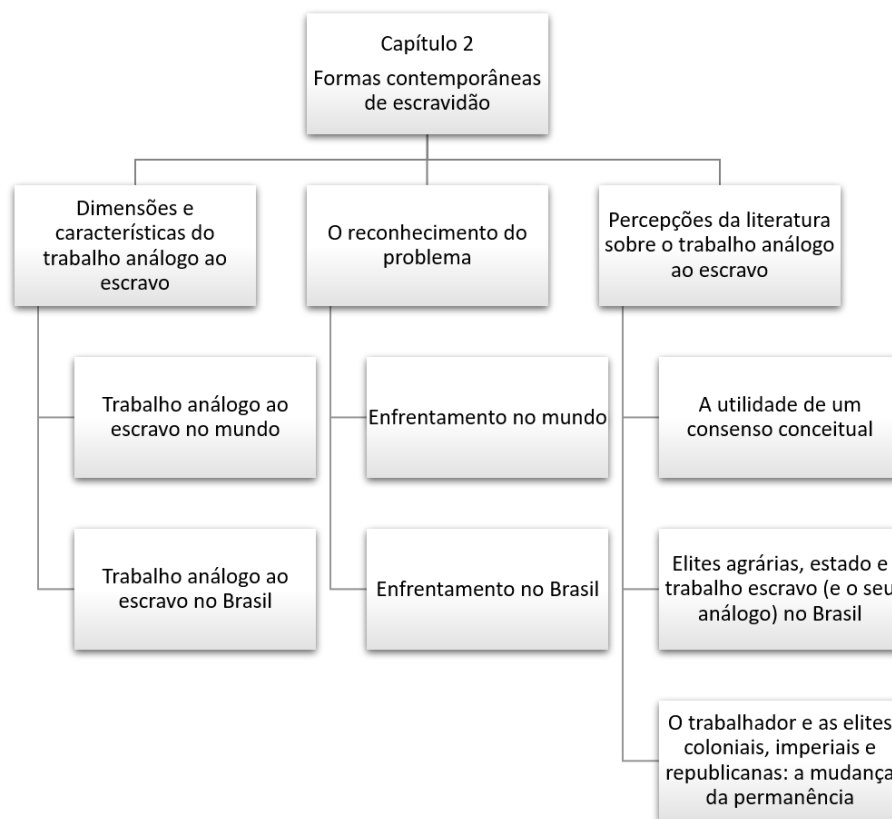 Capítulo 2
Formas contemporâneas
de escravidão
Dimensões e
características do
trabalho análogo ao
escravo
Trabalho análogo ao
escravo no mundo
Trabalho análogo ao
escravo no Brasil
O reconhecimento do
problema
Enfrentamento no mundo
Enfrentamento no Brasil
Percepções da literatura
sobre o trabalho análogo
ao escravo
A utilidade de um
consenso conceitual
Elites agrárias, estado e
trabalho escravo (e o seu
análogo) no Brasil
O trabalhador e as elites
coloniais, imperiais e
republicanas: a mudança
da permanência